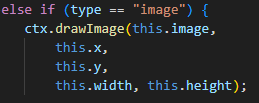 else if (type == "image") {
ctx.drawImage(this.image,
this.x,
this.y,
this.width, this.height);